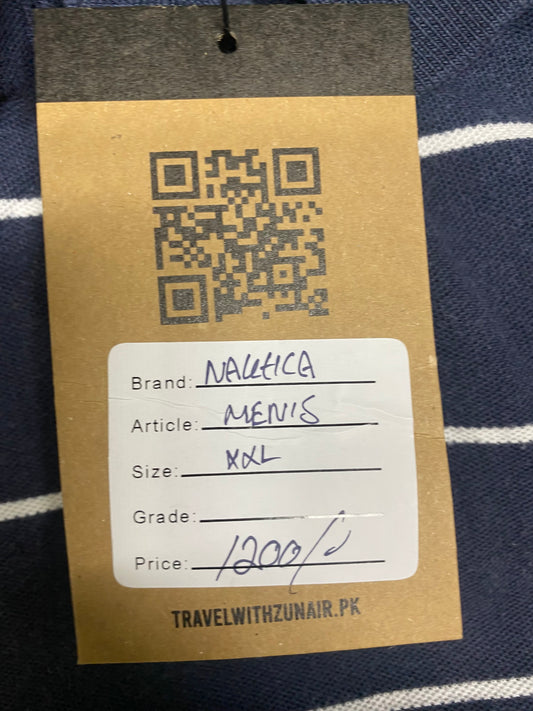 Brand: NAUTICA
Article: MEN'S
Size: XXL
Grade:
Price: 1200/-
TRAVELWITHZUNAIR.PK